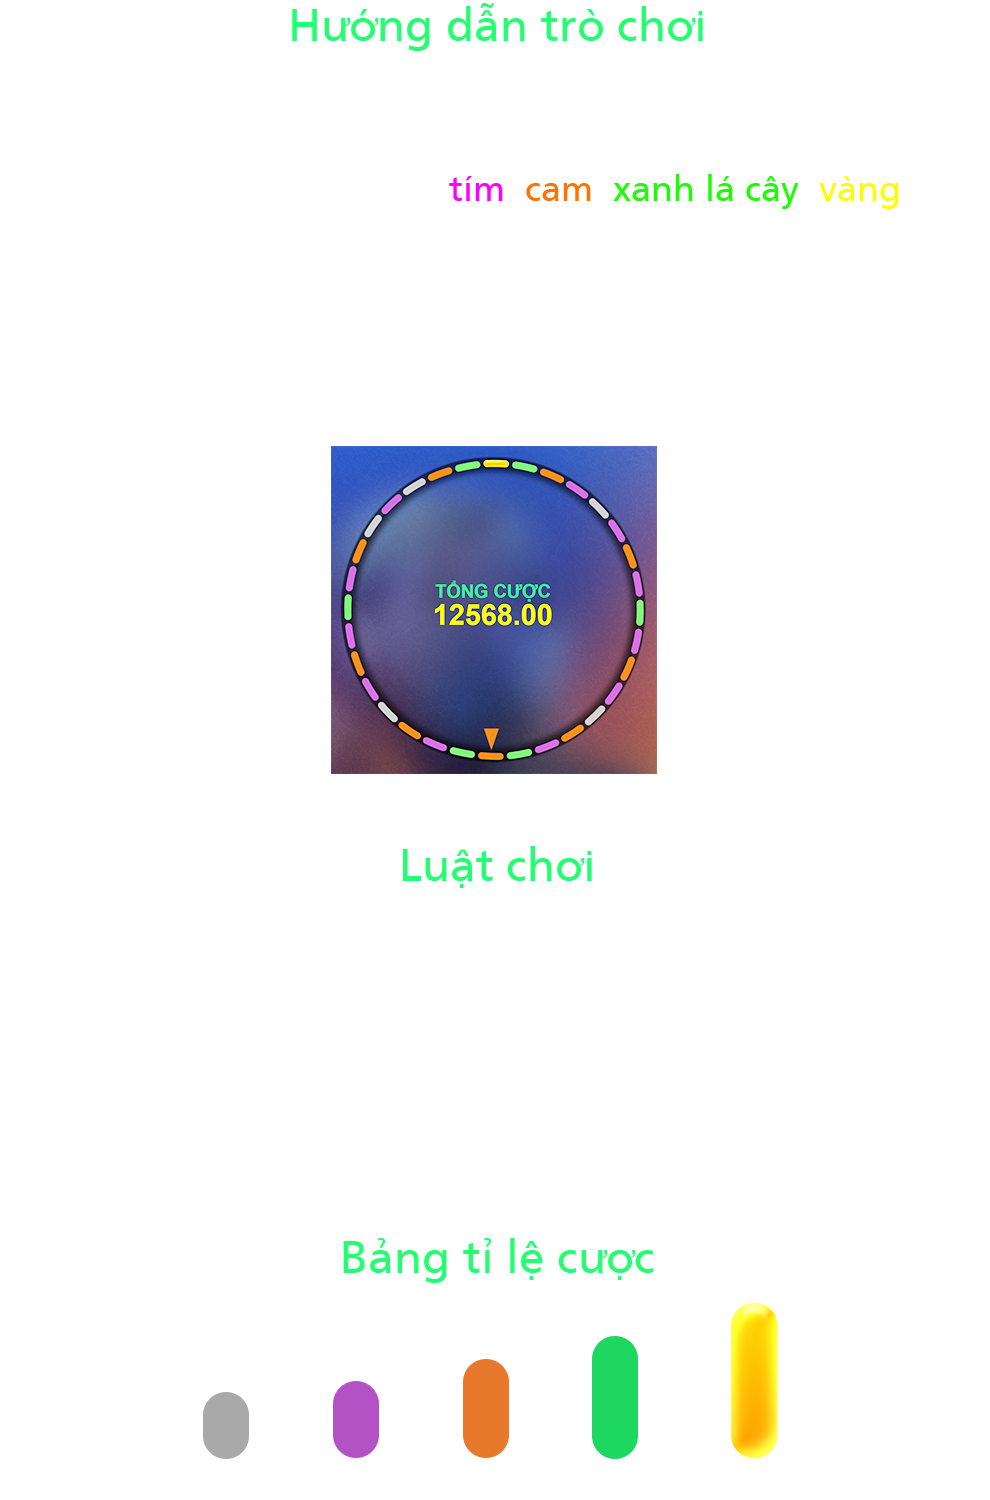 Hướng dẫn trò chơi
tím cam xanh lá cây vàng
TỔNG CƯỢC
12568.00
Luật chơi
Bảng tỉ lệ cược